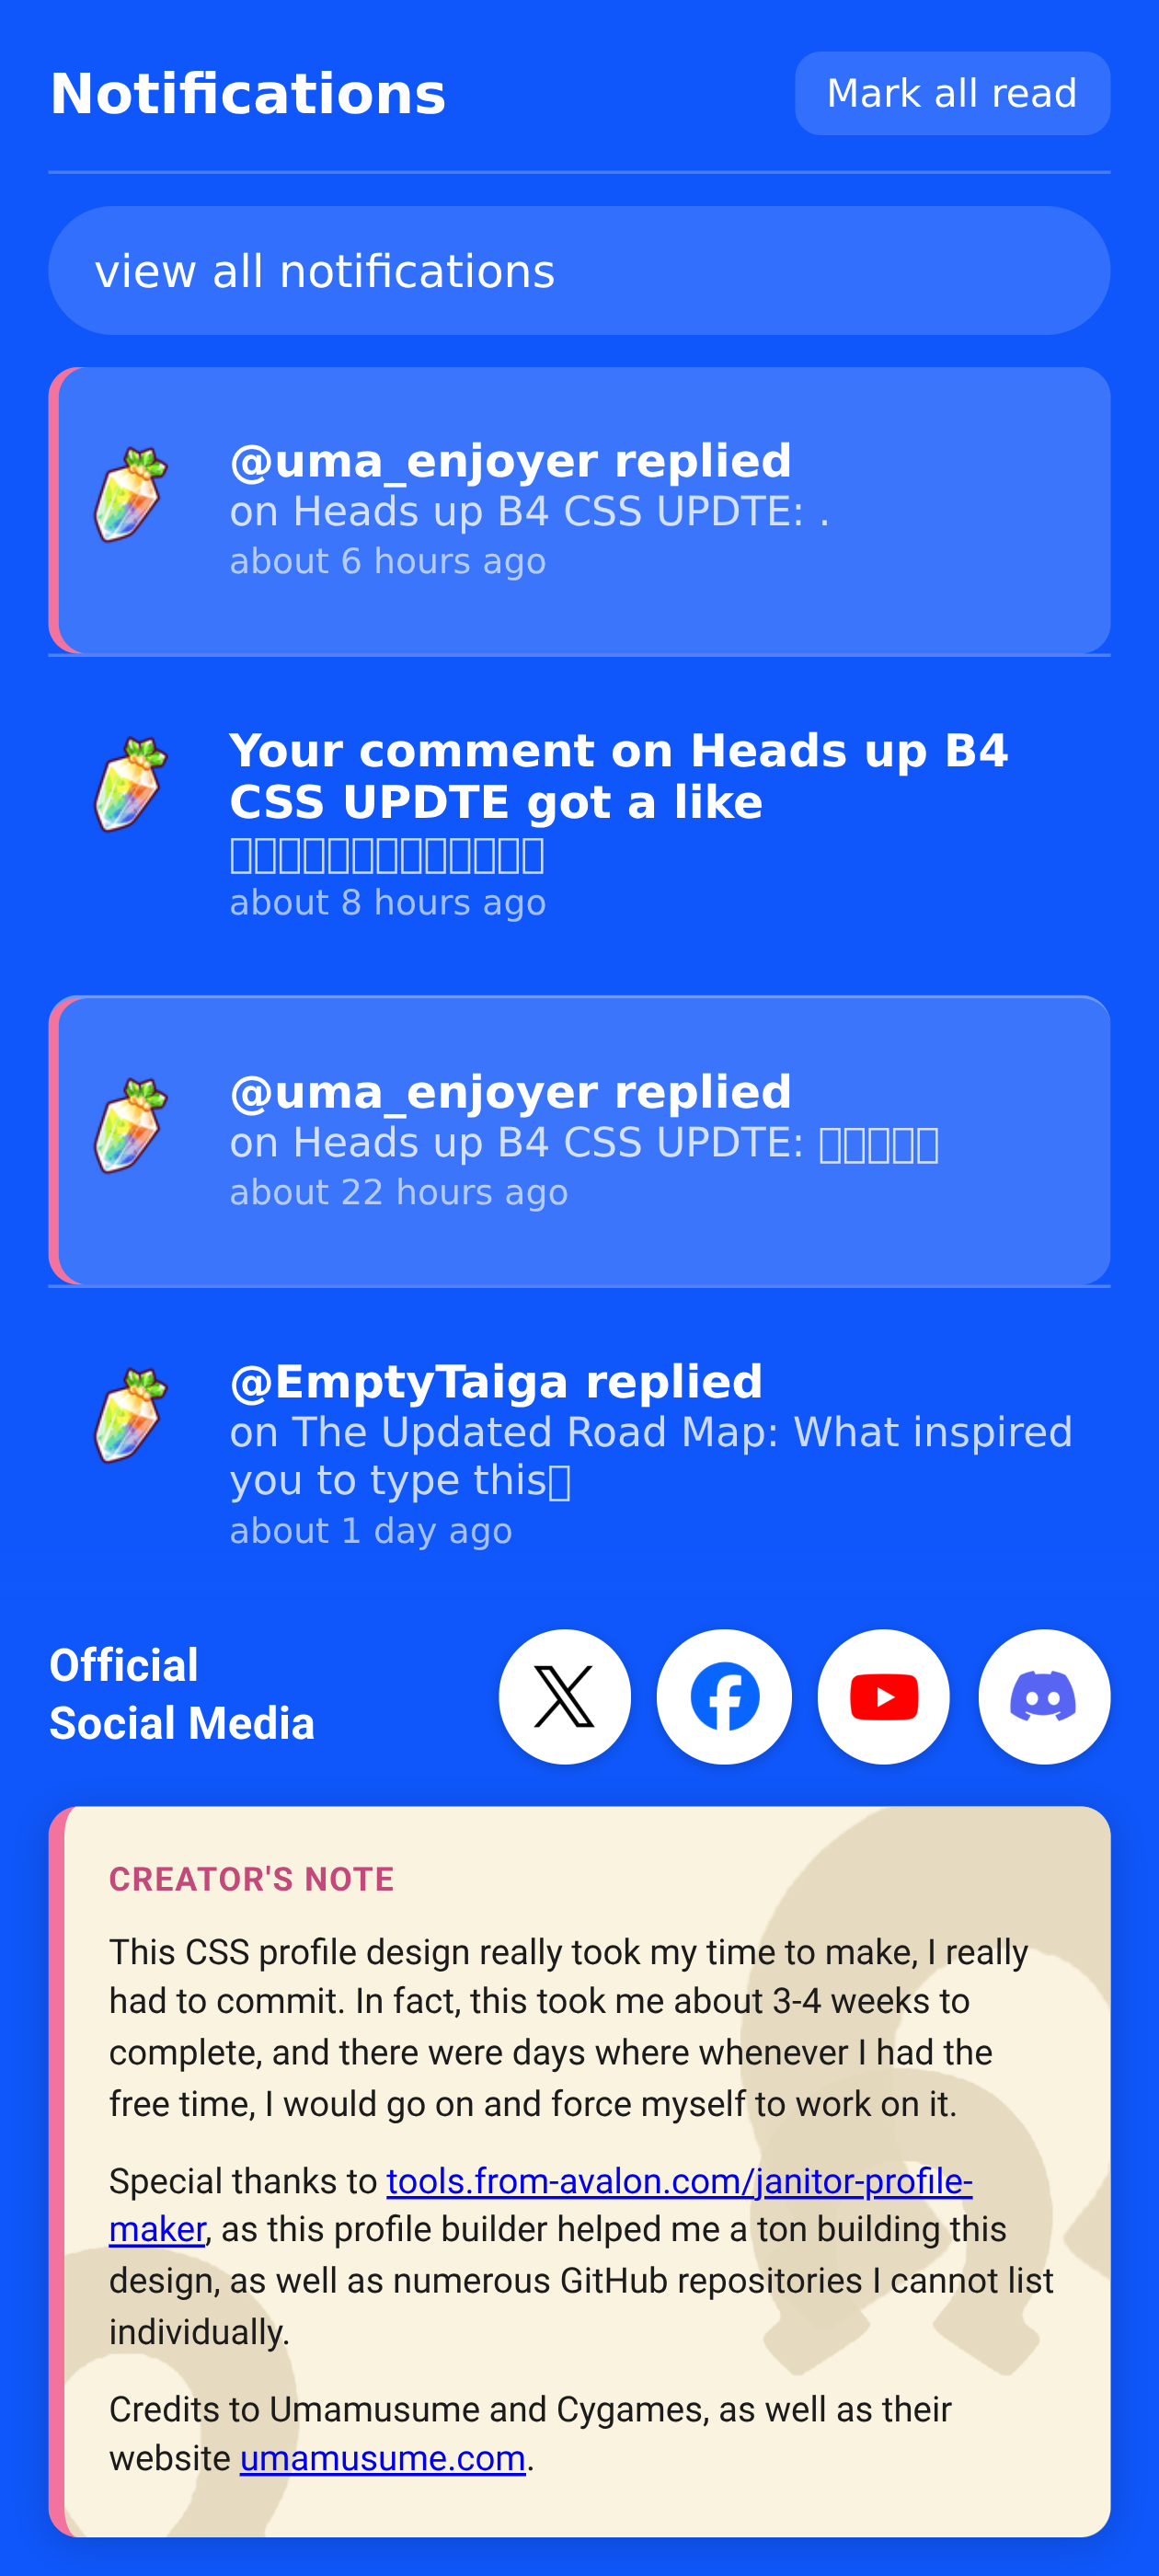 Notifications
Mark all read
view all notifications
@uma_enjoyer replied
on Heads up B4 CSS UPDTE: .
about 6 hours ago
Your comment on Heads up B4
CSS UPDTE got a like
about 8 hours ago
@uma_enjoyer replied
on Heads up B4 CSS UPDTE:
about 22 hours ago
@EmptyTaiga replied
on The Updated Road Map: What inspired
you to type this
about 1 day ago
Official
Social Media
CREATOR'S NOTE
This CSS profile design really took my time to make, I really
had to commit. In fact, this took me about 3-4 weeks to
complete, and there were days where whenever I had the
free time, I would go on and force myself to work on it.
Special thanks to tools.from-avalon.com/janitor-profile-
maker, as this profile builder helped me a ton building this
design, as well as numerous GitHub repositories I cannot list
individually.
Credits to Umamusume and Cygames, as well as their
website umamusume.com.